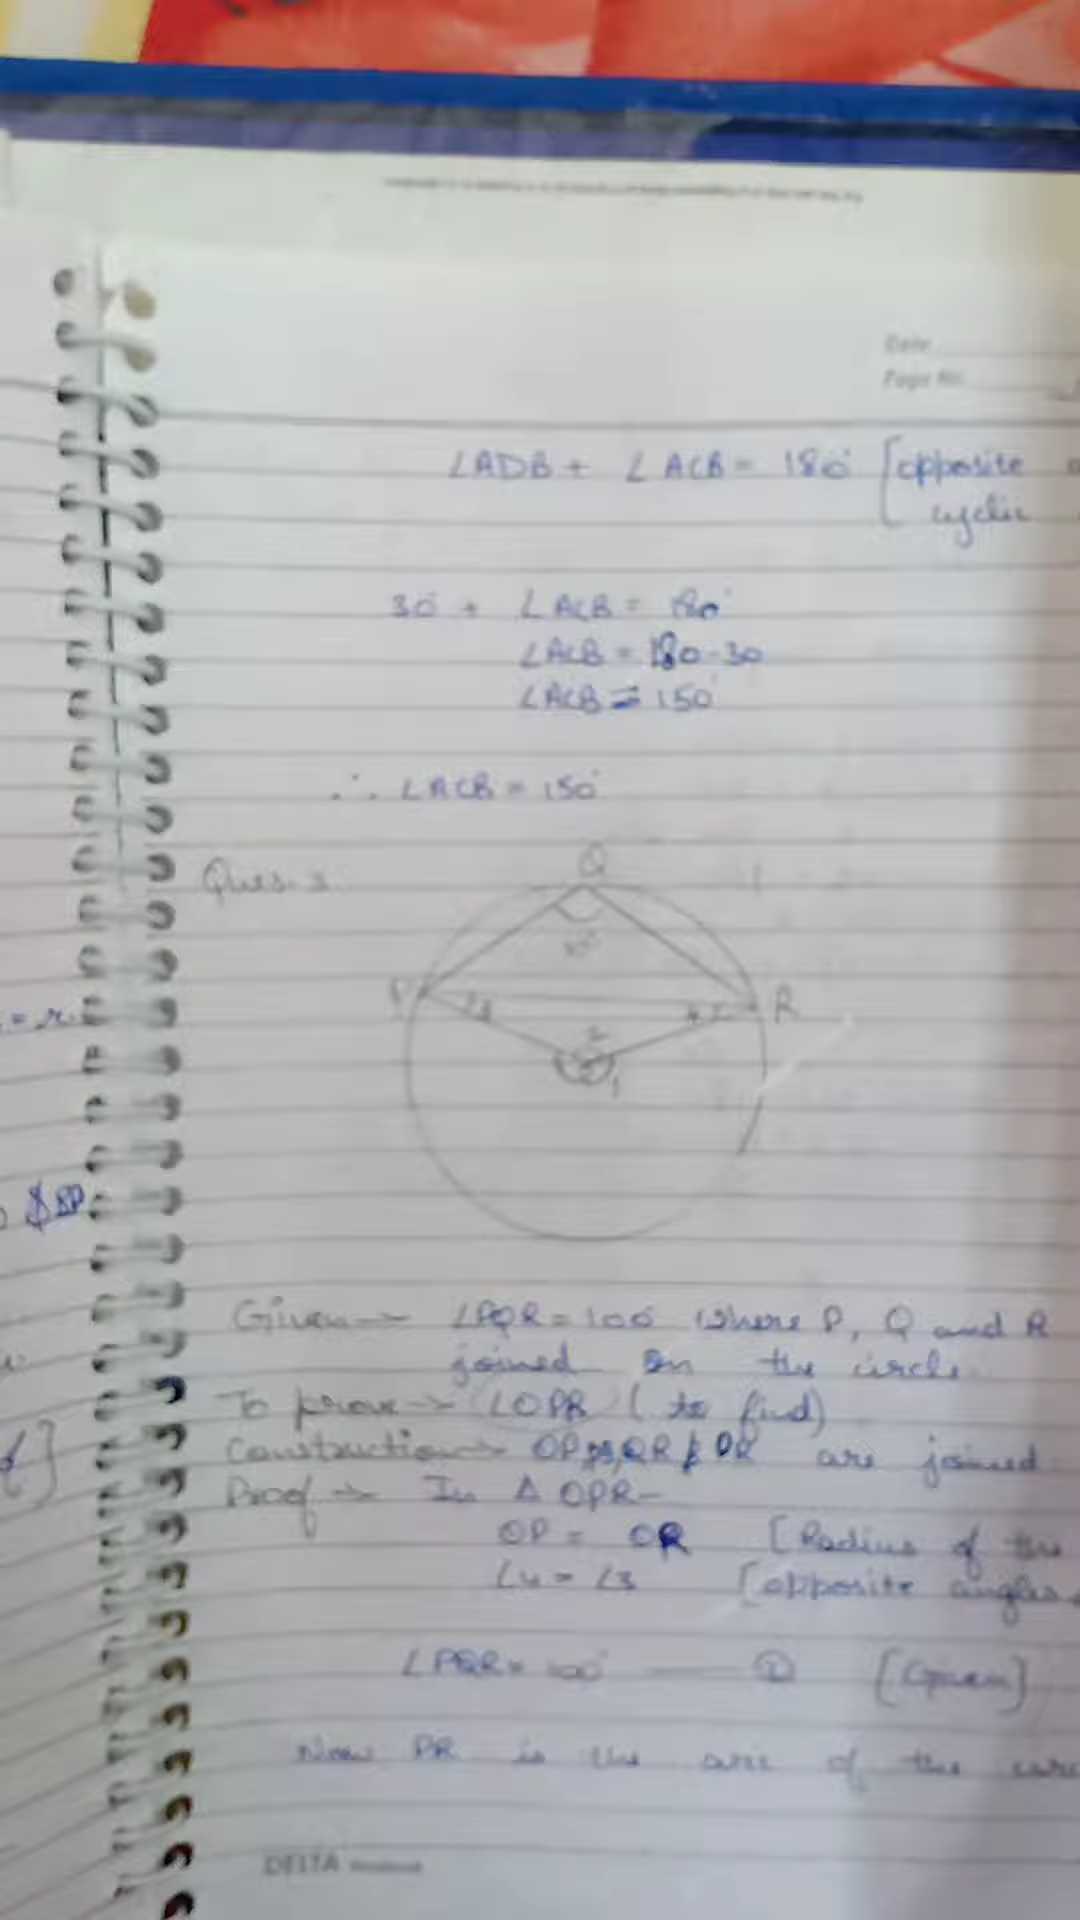 Date
Page No.
∠ADB + ∠ACB = 180° [opposite
cyclic
30° + ∠ACB = 180°
∠ACB = 180-30
∠ACB = 150°
∴ ∠ACB = 150°
= r.
Ques. 3.
Q
P
R
3
4
2
1
Given → ∠PQR = 100° where P, Q and R
joined on the circle.
To prove → ∠OPR (to find)
Construction → OP, QR & PR are joined
Proof → In Δ OPR-
OP = OR [Radius of the
∠4 = ∠3 [opposite angles
∠PQR = 100° —— ② [Given]
Now PR is the arc of the
DELTA